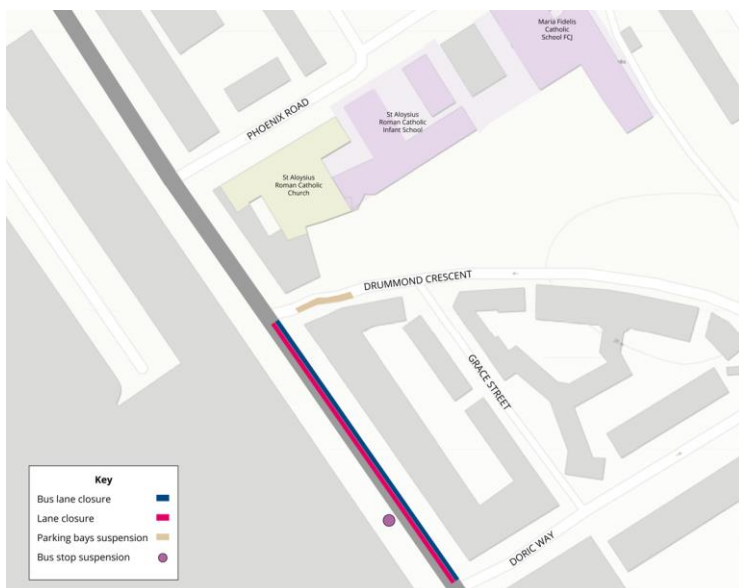 Maria Fidelis
Catholic
School FCJ
PHOENIX ROAD
St Aloysius
Roman Catholic
Infant School
St Aloysius
Roman Catholic
Church
DRUMMOND CRESCENT
GRACE STREET
DORIC WAY
Key
Bus lane closure
Lane closure
Parking bays suspension
Bus stop suspension